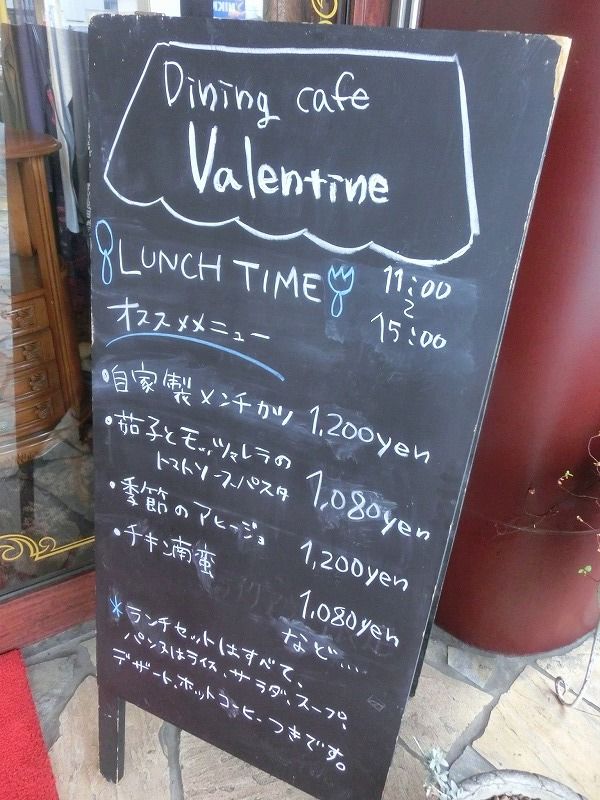 Dining cafe
Valentine
LUNCH TIME 11:00
~
15:00
オススメメニュー
・自家製メンチカツ 1,200yen
・茄子とモッツァレラの
トマトソースパスタ 1,080yen
・季節のアヒージョ 1,200yen
・チキン南蛮 1,080yen
など....
*ランチセットはすべて、
パン又はライス、サラダ、スープ、
デザート、ホットコーヒーつきです。